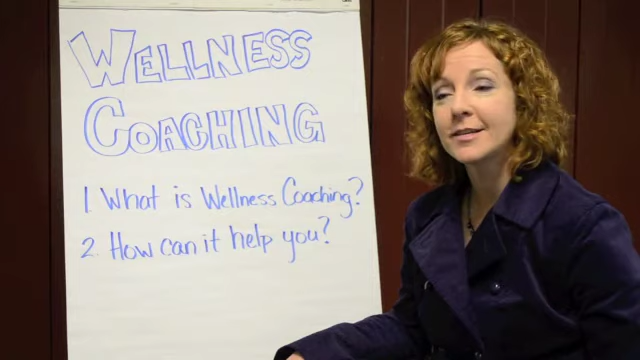 WELLNESS
COACHING
1. What is Wellness Coaching?
2. How can it help you?